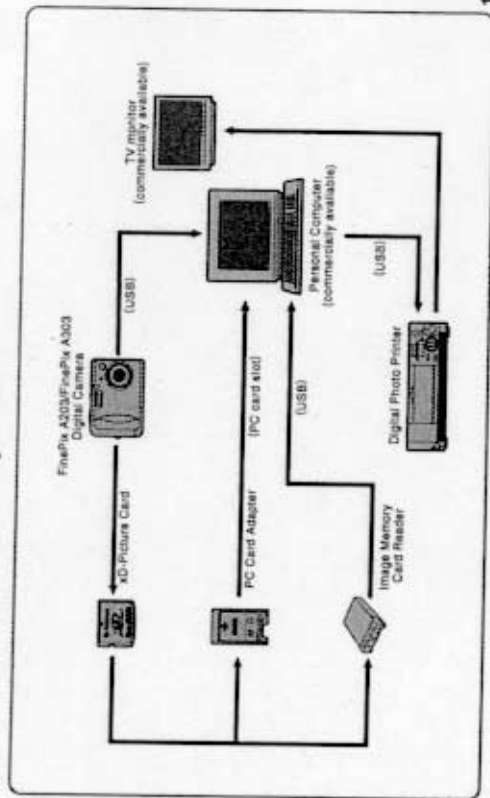 FinePix A203/FinePix A303
Digital Camera
xD-Picture Card
(USB)
TV monitor
(commercially available)
PC Card Adapter
(PC card slot)
Personal Computer
(commercially available)
Image Memory
Card Reader
(USB)
(USB)
Digital Photo Printer